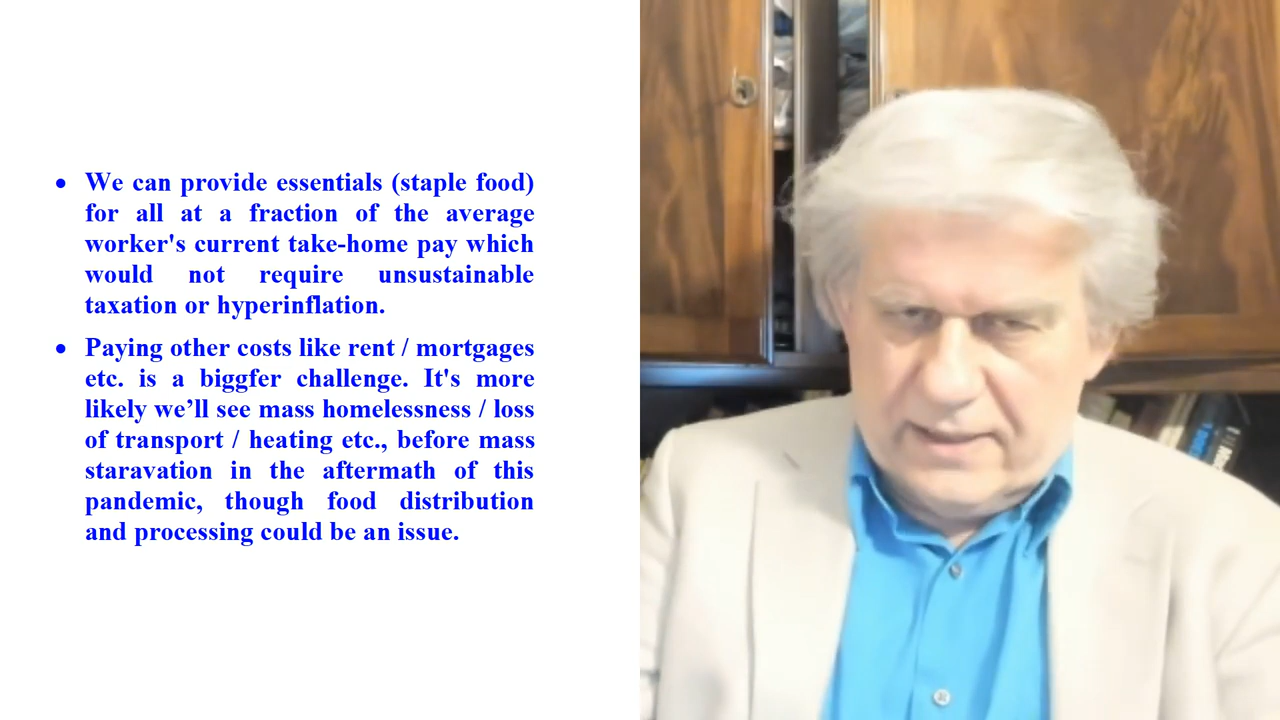 • We can provide essentials (staple food)
for all at a fraction of the average
worker's current take-home pay which
would not require unsustainable
taxation or hyperinflation.
• Paying other costs like rent / mortgages
etc. is a biggfer challenge. It's more
likely we’ll see mass homelessness / loss
of transport / heating etc., before mass
staravation in the aftermath of this
pandemic, though food distribution
and processing could be an issue.